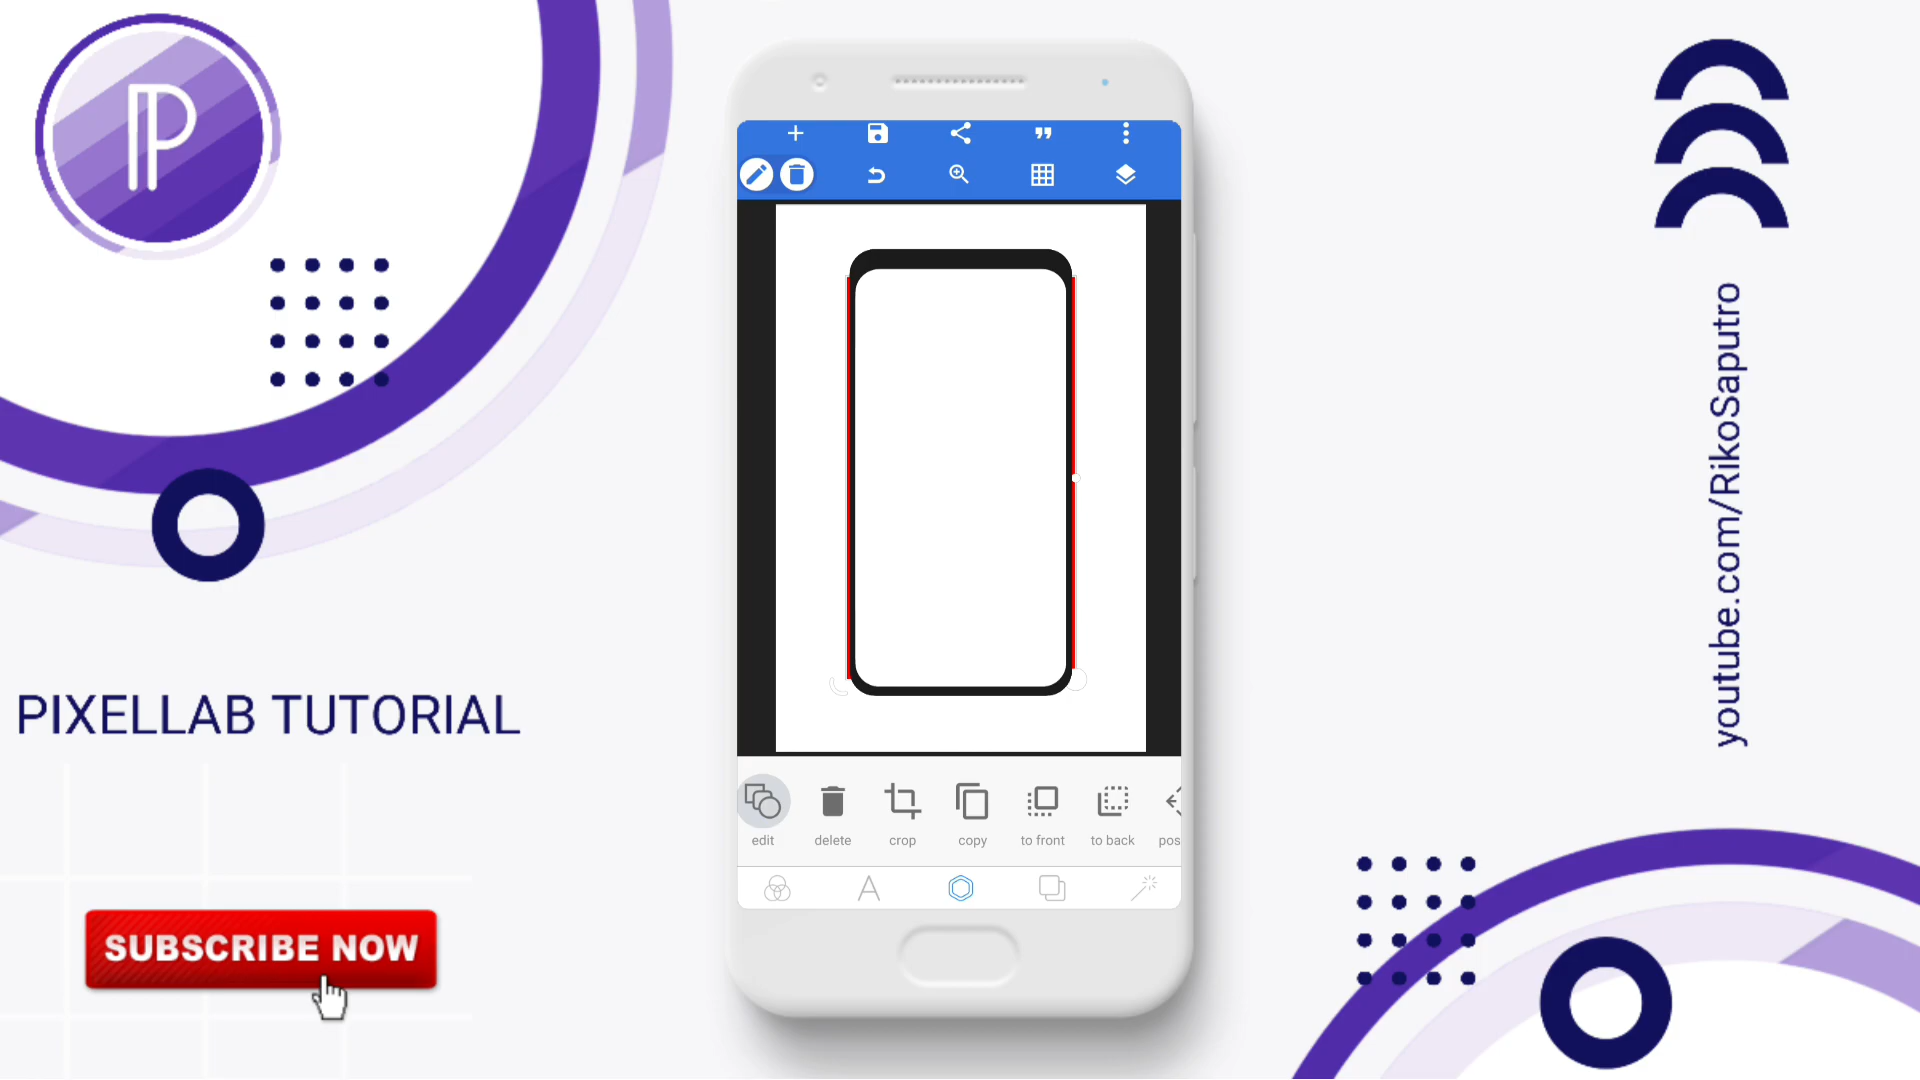 PIXELLAB TUTORIAL
SUBSCRIBE NOW
edit
delete
crop
copy
to front
to back
pos
youtube.com/RikoSaputro